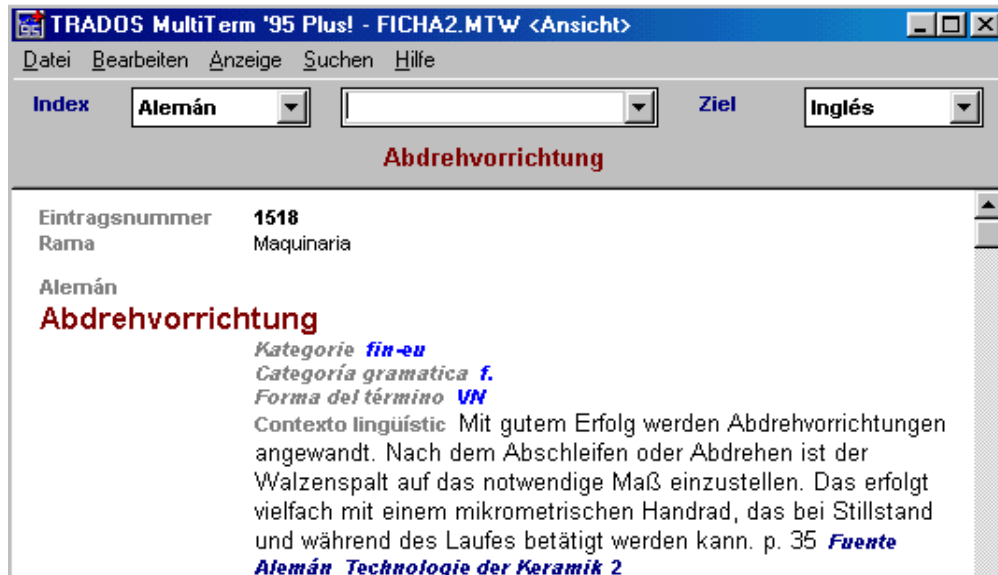 TRADOS MultiTerm '95 Plus! - FICHA2.MTW <Ansicht>
Datei Bearbeiten Anzeige Suchen Hilfe
Index Alemán Ziel Inglés
Abdrehvorrichtung
Eintragsnummer 1518
Rama Maquinaria
Alemán
Abdrehvorrichtung
Kategorie fin-eu
Categoría gramatica f.
Forma del término VN
Contexto lingüístic Mit gutem Erfolg werden Abdrehvorrichtungen
angewandt. Nach dem Abschleifen oder Abdrehen ist der
Walzenspalt auf das notwendige Maß einzustellen. Das erfolgt
vielfach mit einem mikrometrischen Handrad, das bei Stillstand
und während des Laufes betätigt werden kann. p. 35 Fuente
Alemán Technologie der Keramik 2